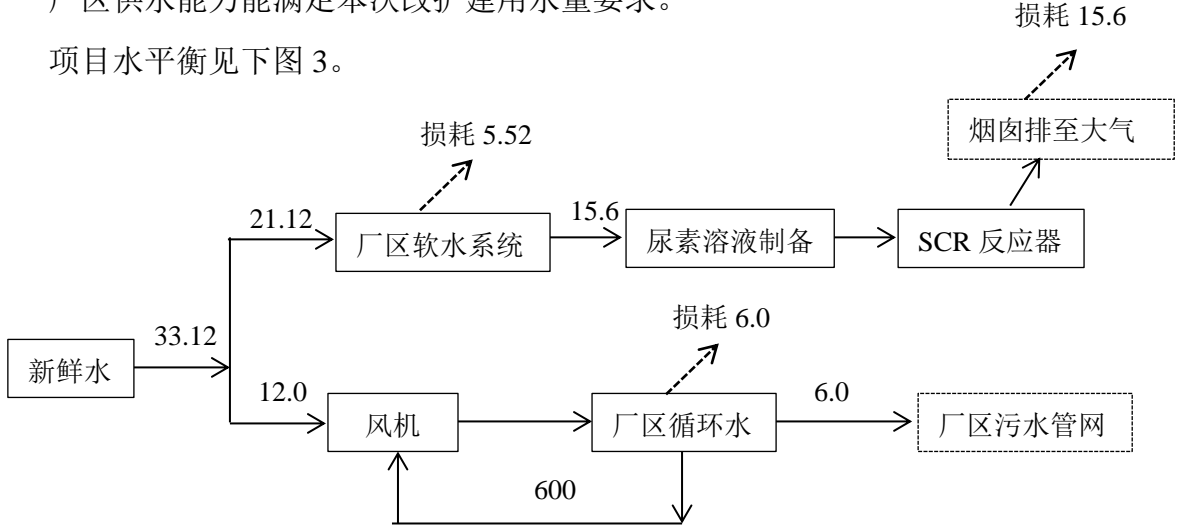 厂区供水能力能满足本次改扩建用水量要求。
项目水平衡见下图 3。
损耗 15.6
烟囱排至大气
损耗 5.52
21.12
厂区软水系统
15.6
尿素溶液制备
SCR 反应器
损耗 6.0
33.12
新鲜水
12.0
风机
厂区循环水
6.0
厂区污水管网
600